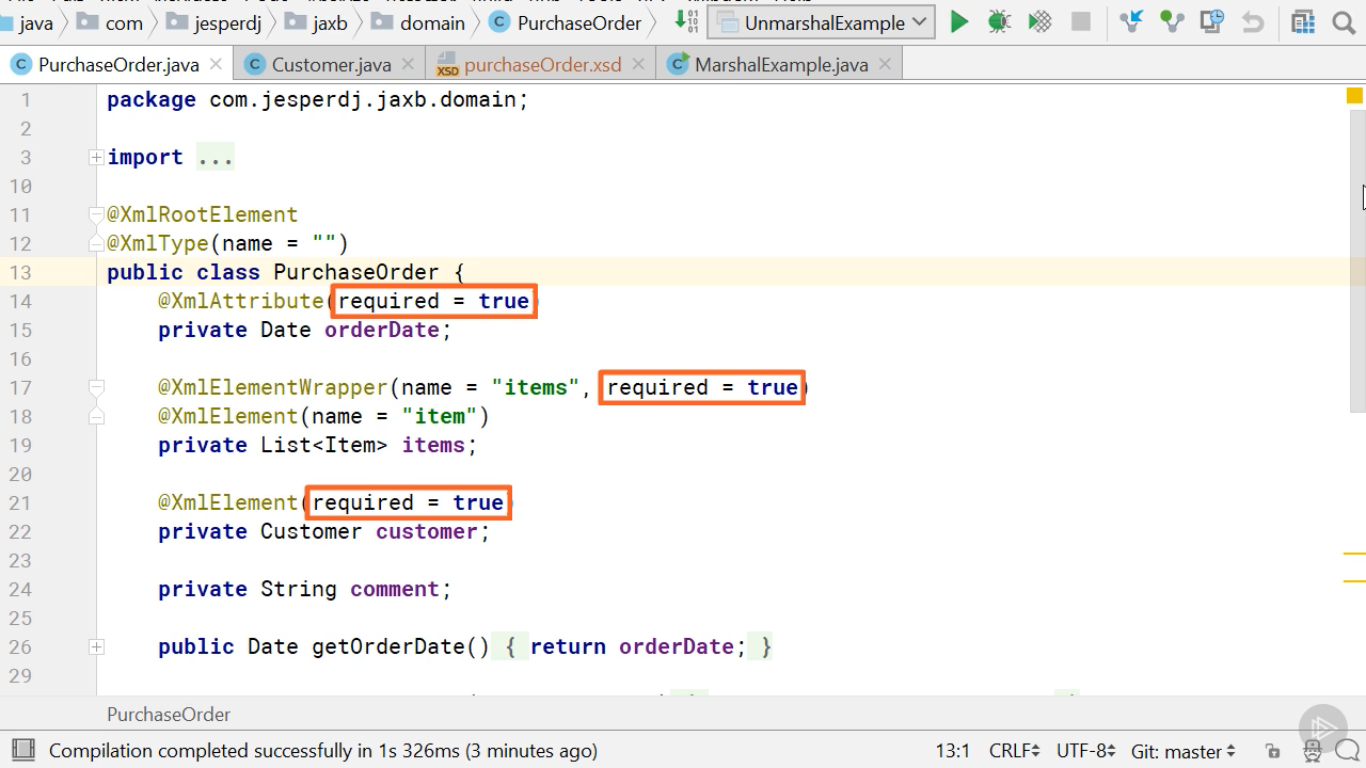 java com jesperdj jaxb domain PurchaseOrder UnmarshalExample
PurchaseOrder.java Customer.java purchaseOrder.xsd MarshalExample.java
1 package com.jesperdj.jaxb.domain;
2
3 import ...
10
11 @XmlRootElement
12 @XmlType(name = "")
13 public class PurchaseOrder {
14 @XmlAttribute(required = true)
15 private Date orderDate;
16
17 @XmlElementWrapper(name = "items", required = true)
18 @XmlElement(name = "item")
19 private List<Item> items;
20
21 @XmlElement(required = true)
22 private Customer customer;
23
24 private String comment;
25
26 public Date getOrderDate() { return orderDate; }
29
PurchaseOrder
Compilation completed successfully in 1s 326ms (3 minutes ago) 13:1 CRLF UTF-8 Git: master